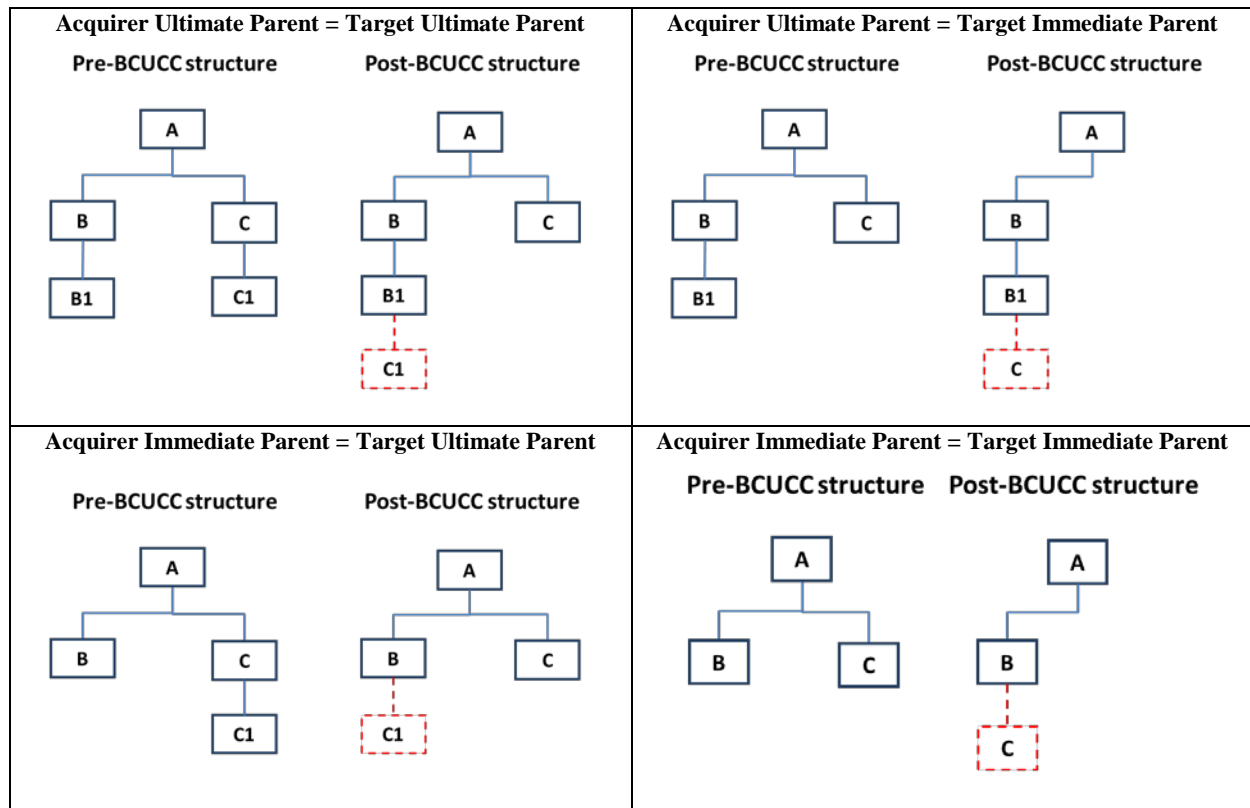 Acquirer Ultimate Parent = Target Ultimate Parent
Pre-BCUCC structure
Post-BCUCC structure
A
B
C
B1
C1
A
B
C
B1
C1
Acquirer Ultimate Parent = Target Immediate Parent
Pre-BCUCC structure
Post-BCUCC structure
A
B
C
B1
A
B
B1
C
Acquirer Immediate Parent = Target Ultimate Parent
Pre-BCUCC structure
Post-BCUCC structure
A
B
C
C1
A
B
C
C1
Acquirer Immediate Parent = Target Immediate Parent
Pre-BCUCC structure
Post-BCUCC structure
A
B
C
A
B
C